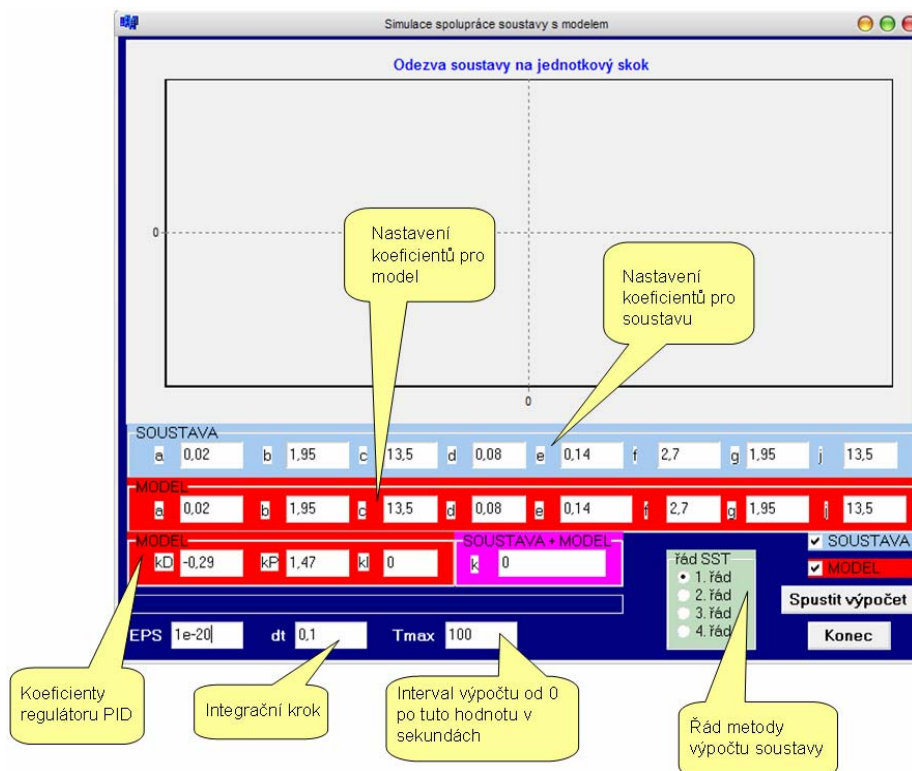 Simulace spolupráce soustavy s modelem
Odezva soustavy na jednotkový skok
0
0
Nastavení
koeficientů pro
model
Nastavení
koeficientů pro
soustavu
SOUSTAVA
a 0,02 b 1,95 c 13,5 d 0,08 e 0,14 f 2,7 g 1,95 j 13,5
MODEL
a 0,02 b 1,95 c 13,5 d 0,08 e 0,14 f 2,7 g 1,95 j 13,5
MODEL
kD -0,29 kP 1,47 kI 0
SOUSTAVA + MODEL
k 0
řád SST
1. řád
2. řád
3. řád
4. řád
SOUSTAVA
MODEL
Spustit výpočet
Konec
EPS 1e-20 dt 0,1 Tmax 100
Koeficienty
regulátoru PID
Integrační krok
Interval výpočtu od 0
po tuto hodnotu v
sekundách
Řád metody
výpočtu soustavy